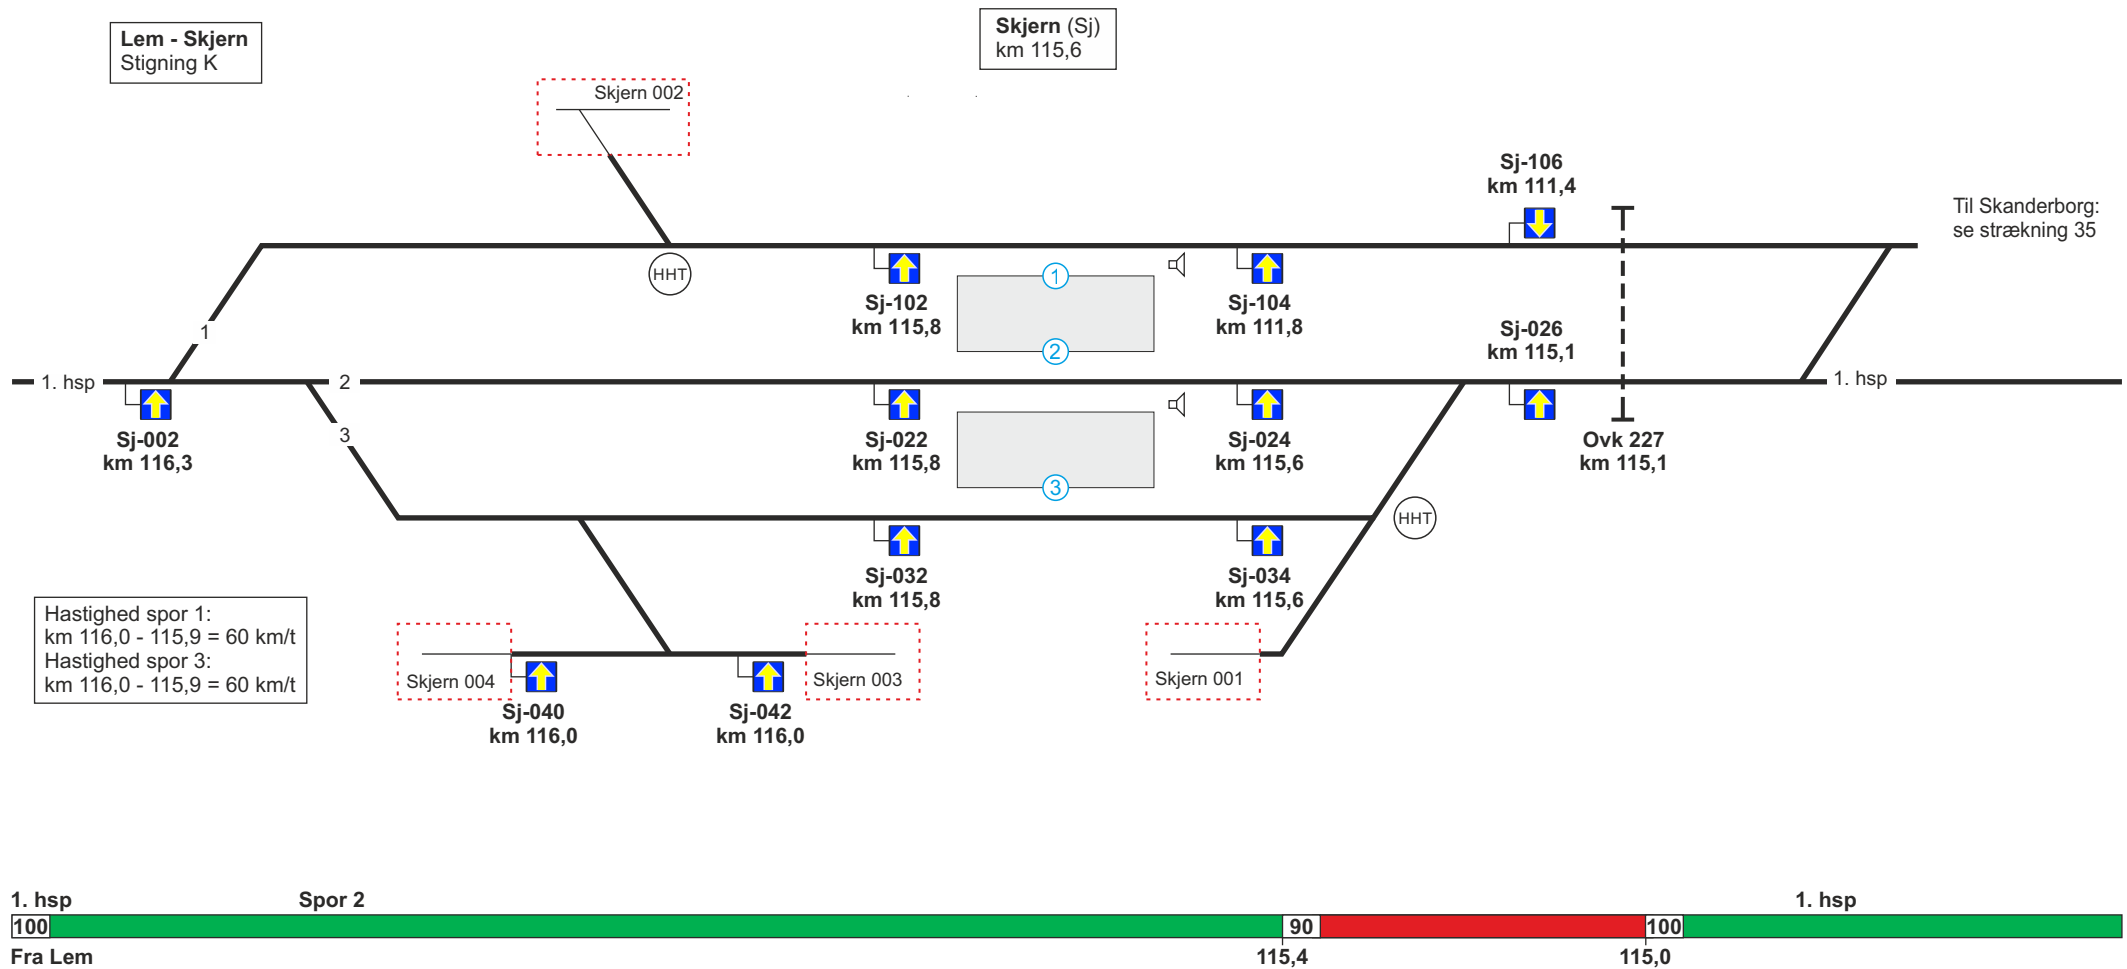 Lem - Skjern
Stigning K
Skjern (Sj)
km 115,6
Skjern 002
Sj-106
km 111,4
Til Skanderborg:
se strækning 35
HHT
1
Sj-102
km 115,8
Sj-104
km 111,8
1
2
Sj-026
km 115,1
1. hsp
2
1. hsp
Sj-002
km 116,3
3
Sj-022
km 115,8
Sj-024
km 115,6
Ovk 227
km 115,1
3
HHT
Sj-032
km 115,8
Sj-034
km 115,6
Hastighed spor 1:
km 116,0 - 115,9 = 60 km/t
Hastighed spor 3:
km 116,0 - 115,9 = 60 km/t
Skjern 004
Skjern 003
Skjern 001
Sj-040
km 116,0
Sj-042
km 116,0
1. hsp
Spor 2
1. hsp
100
90
100
Fra Lem
115,4
115,0